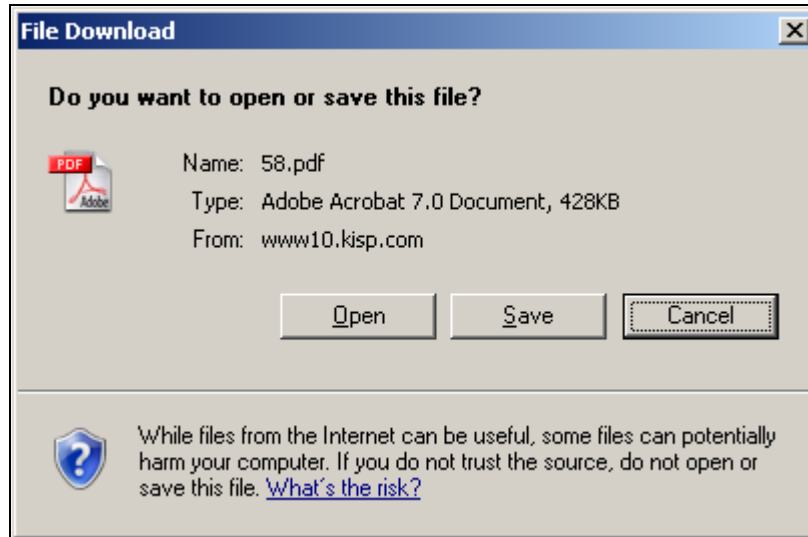 File Download
Do you want to open or save this file?
PDF
Adobe
Name: 58.pdf
Type: Adobe Acrobat 7.0 Document, 428KB
From: www10.kisp.com
Open Save Cancel
While files from the Internet can be useful, some files can potentially
harm your computer. If you do not trust the source, do not open or
save this file. What's the risk?